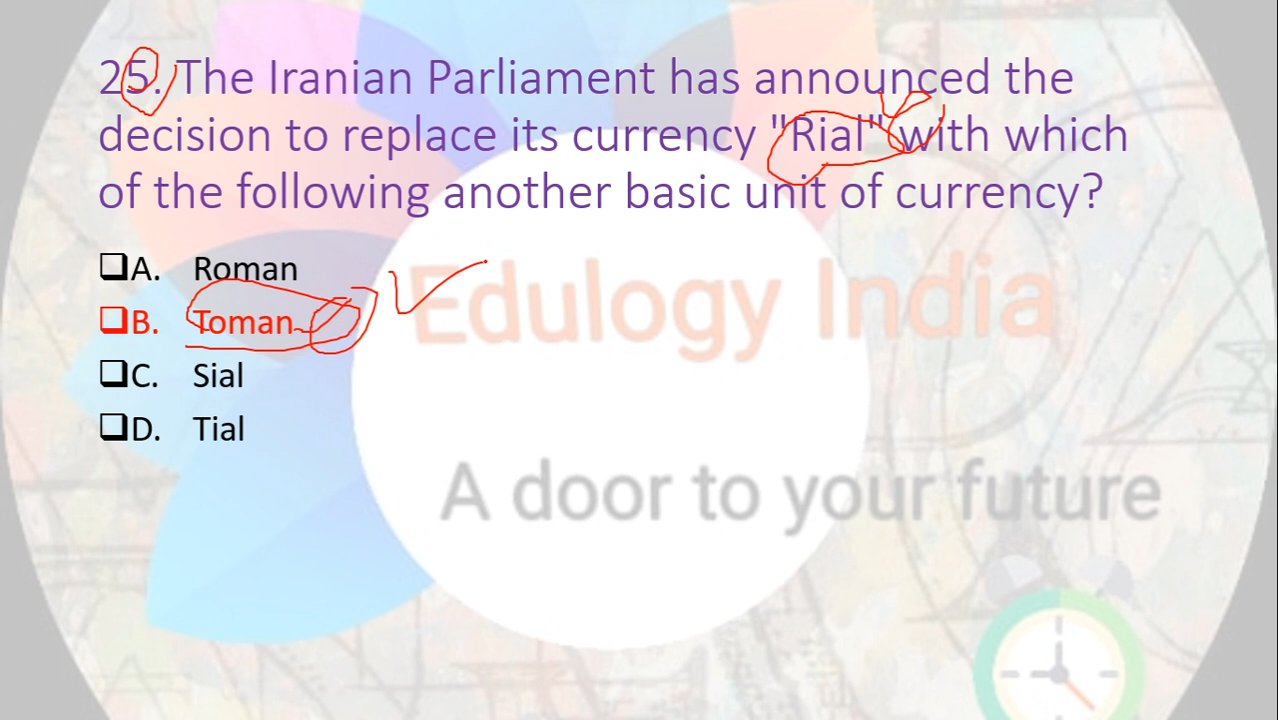 25. The Iranian Parliament has announced the
decision to replace its currency "Rial" with which
of the following another basic unit of currency?
A. Roman
B. Toman
C. Sial
D. Tial
Edulogy India
A door to your future